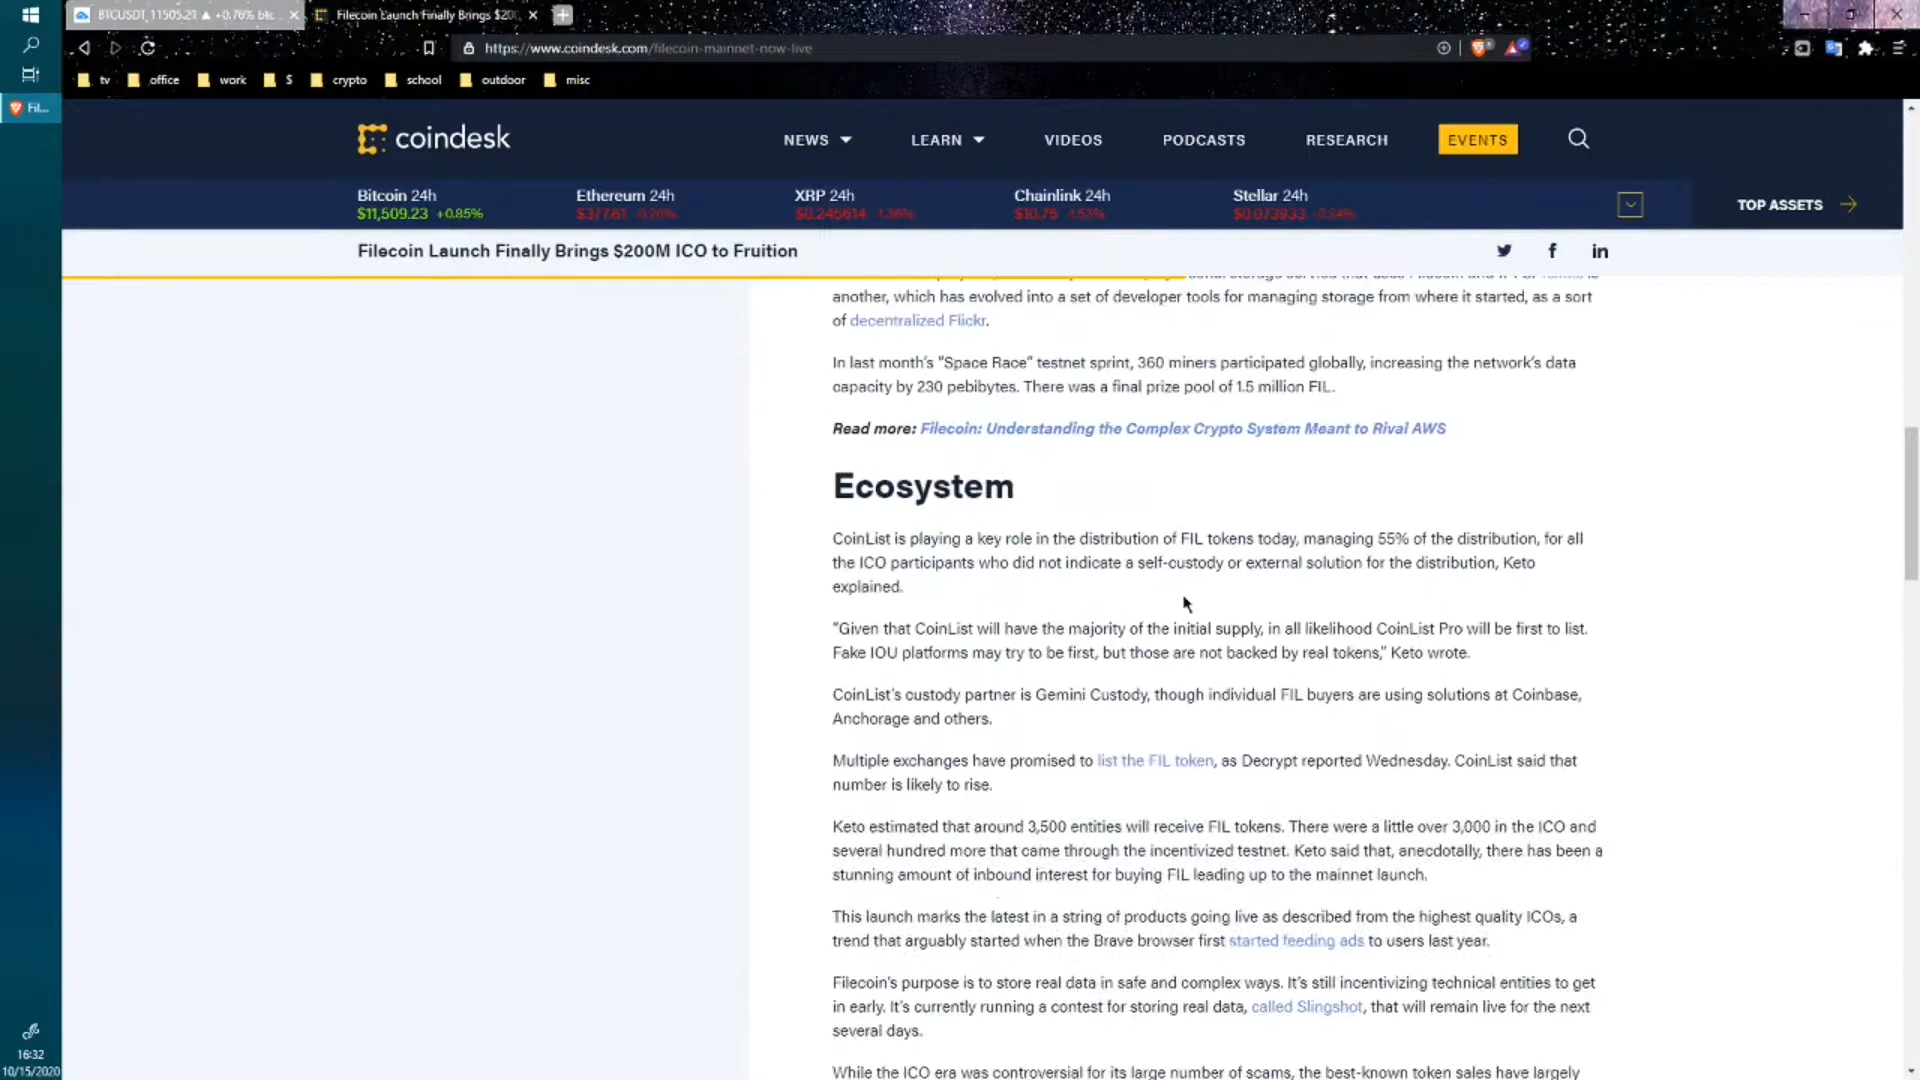 BTCUSDT 11505.21 ▲ +0.76% btc
Filecoin Launch Finally Brings $20
https://www.coindesk.com/filecoin-mainnet-now-live
tv office work $ crypto school outdoor misc
Fil...
coindesk
NEWS LEARN VIDEOS PODCASTS RESEARCH EVENTS
Bitcoin 24h Ethereum 24h XRP 24h Chainlink 24h Stellar 24h
$11,509.23 +0.85% $377.61 -0.20% $0.245614 -1.36% $10.75 -1.53% $0.073933 -0.24%
TOP ASSETS
Filecoin Launch Finally Brings $200M ICO to Fruition
another, which has evolved into a set of developer tools for managing storage from where it started, as a sort
of decentralized Flickr.
In last month's “Space Race” testnet sprint, 360 miners participated globally, increasing the network's data
capacity by 230 pebibytes. There was a final prize pool of 1.5 million FIL.
Read more: Filecoin: Understanding the Complex Crypto System Meant to Rival AWS
Ecosystem
CoinList is playing a key role in the distribution of FIL tokens today, managing 55% of the distribution, for all
the ICO participants who did not indicate a self-custody or external solution for the distribution, Keto
explained.
“Given that CoinList will have the majority of the initial supply, in all likelihood CoinList Pro will be first to list.
Fake IOU platforms may try to be first, but those are not backed by real tokens,” Keto wrote.
CoinList's custody partner is Gemini Custody, though individual FIL buyers are using solutions at Coinbase,
Anchorage and others.
Multiple exchanges have promised to list the FIL token, as Decrypt reported Wednesday. CoinList said that
number is likely to rise.
Keto estimated that around 3,500 entities will receive FIL tokens. There were a little over 3,000 in the ICO and
several hundred more that came through the incentivized testnet. Keto said that, anecdotally, there has been a
stunning amount of inbound interest for buying FIL leading up to the mainnet launch.
This launch marks the latest in a string of products going live as described from the highest quality ICOs, a
trend that arguably started when the Brave browser first started feeding ads to users last year.
Filecoin's purpose is to store real data in safe and complex ways. It's still incentivizing technical entities to get
in early. It's currently running a contest for storing real data, called Slingshot, that will remain live for the next
several days.
While the ICO era was controversial for its large number of scams, the best-known token sales have largely
16:32
10/15/2020